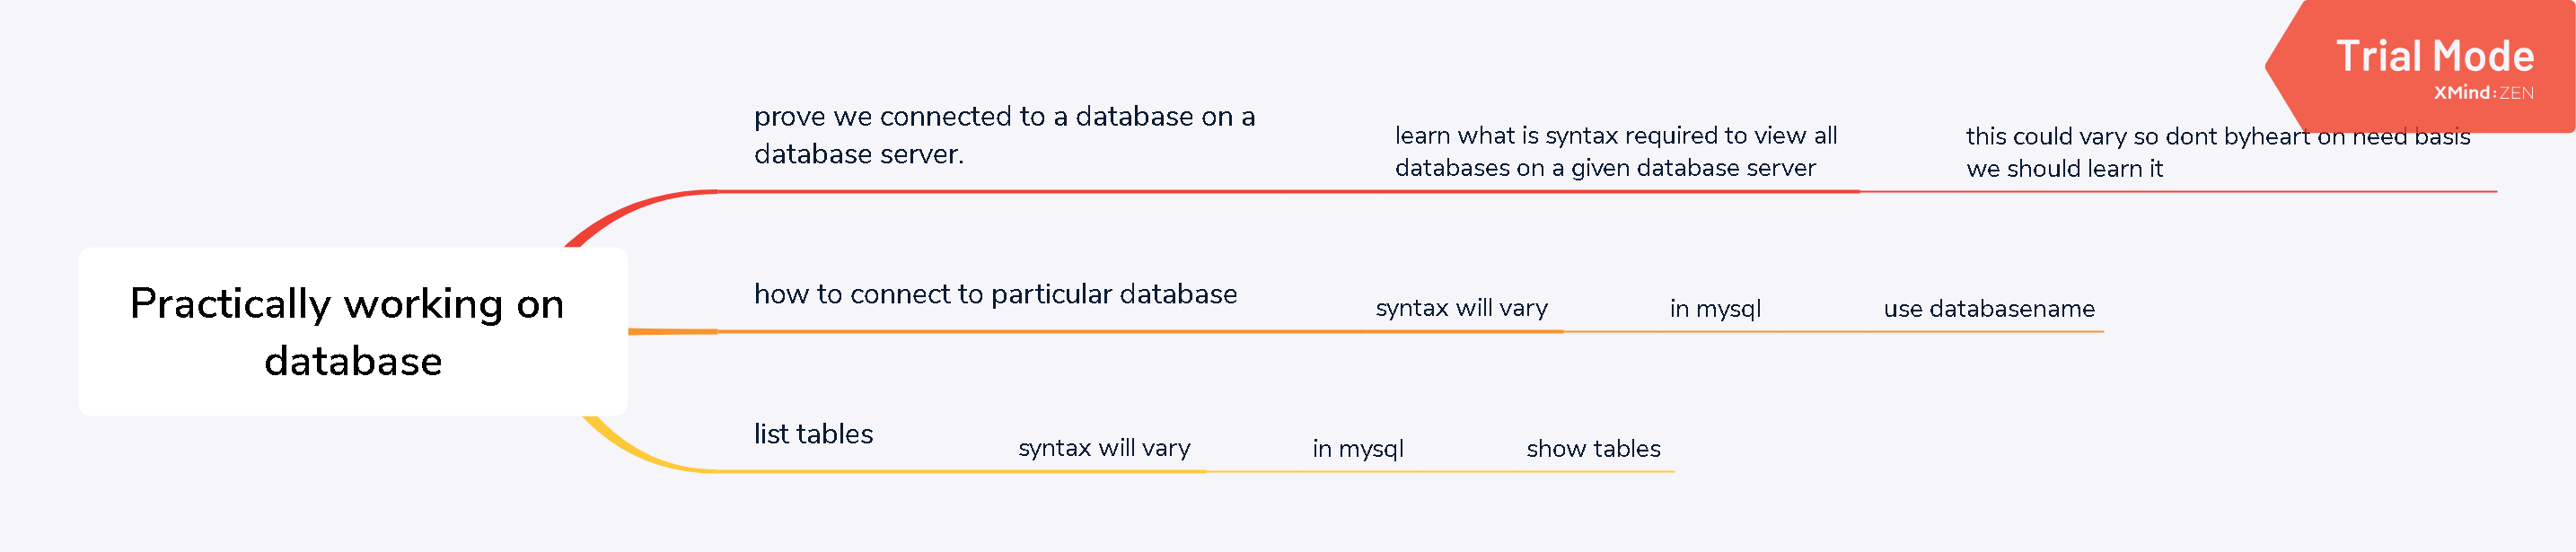 Trial Mode
XMind:ZEN
prove we connected to a database on a
database server.
learn what is syntax required to view all
databases on a given database server
this could vary so dont byheart on need basis
we should learn it
Practically working on
database
how to connect to particular database
syntax will vary
in mysql
use databasename
list tables
syntax will vary
in mysql
show tables